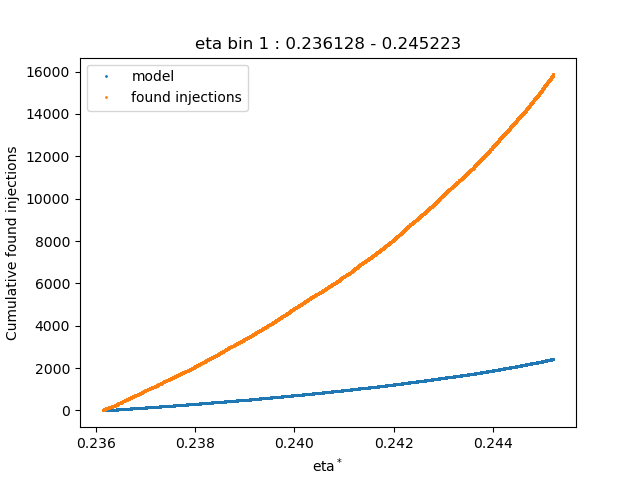 eta bin 1 : 0.236128 - 0.245223
model
found injections
Cumulative found injections
16000
14000
12000
10000
8000
6000
4000
2000
0
0.236 0.238 0.240 0.242 0.244
eta*